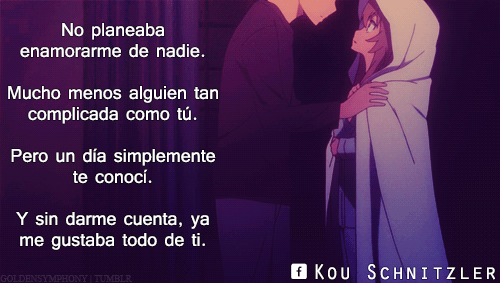 No planeaba
enamorarme de nadie.
Mucho menos alguien tan
complicada como tú.
Pero un día simplemente
te conocí.
Y sin darme cuenta, ya
me gustaba todo de ti.
GOLDENSYMPHONY | TUMBLR
f Kou Schnitzler